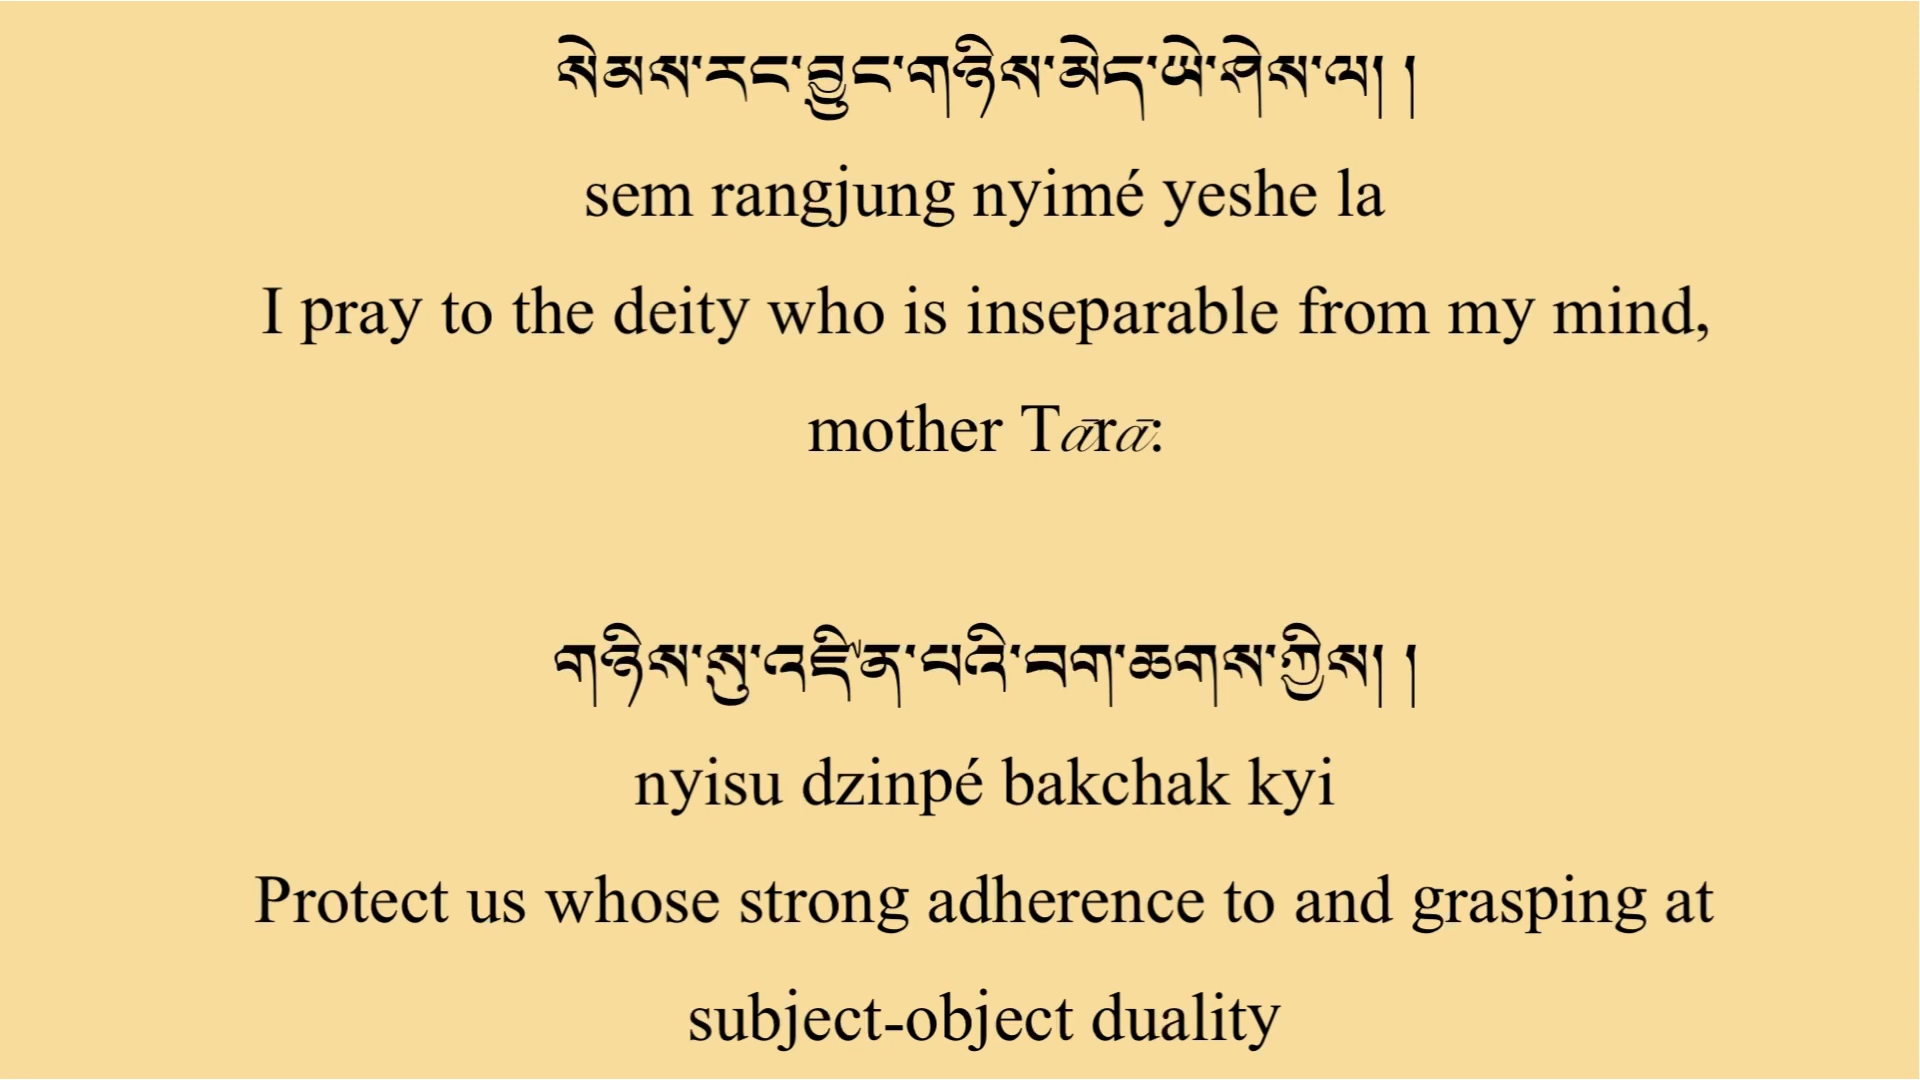 སེམས་རང་བྱུང་གཉིས་མེད་ཡེ་ཤེས་ལ། །
sem rangjung nyimé yeshe la
I pray to the deity who is inseparable from my mind,
mother Tārā:
གཉིས་སུ་འཛིན་པའི་བག་ཆགས་ཀྱིས། །
nyisu dzinpé bakchak kyi
Protect us whose strong adherence to and grasping at
subject-object duality